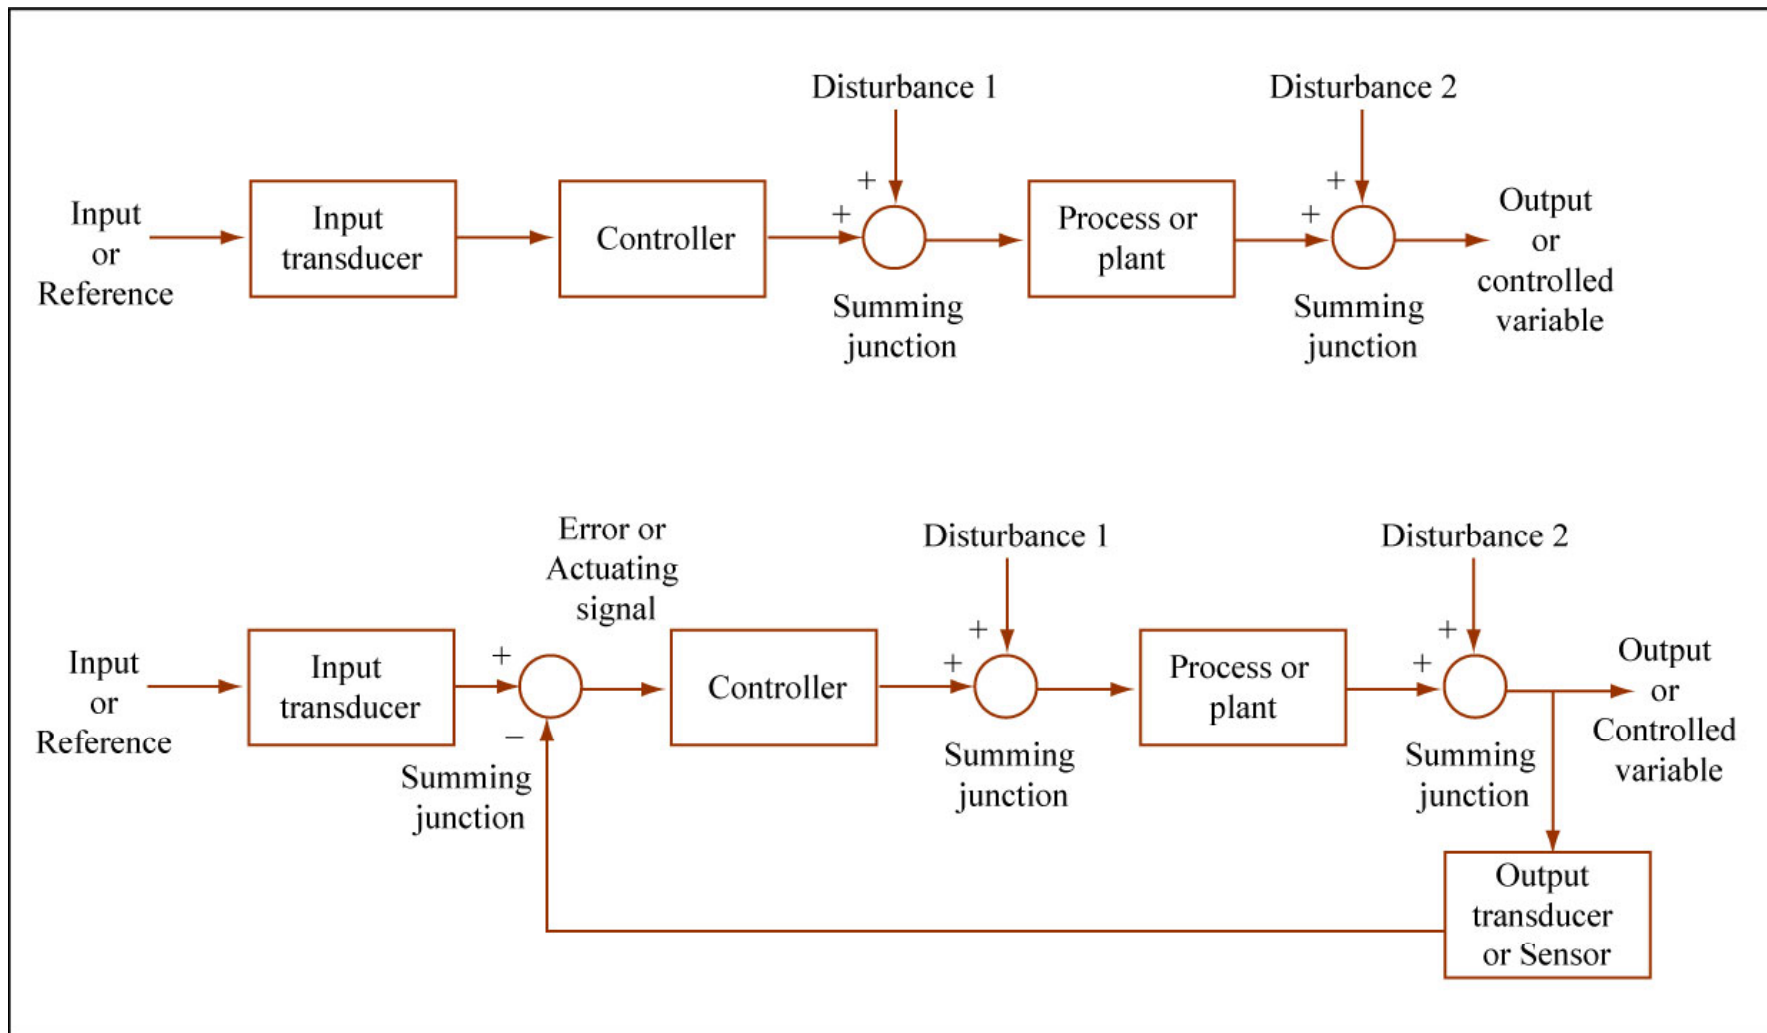 Disturbance 1
Disturbance 2
Input
or
Reference
Input
transducer
Controller
+
+
Summing
junction
Process or
plant
+
+
Summing
junction
Output
or
controlled
variable
Error or
Actuating
signal
Disturbance 1
Disturbance 2
Input
or
Reference
Input
transducer
+
−
Summing
junction
Controller
+
+
Summing
junction
Process or
plant
+
+
Summing
junction
Output
or
Controlled
variable
Output
transducer
or Sensor